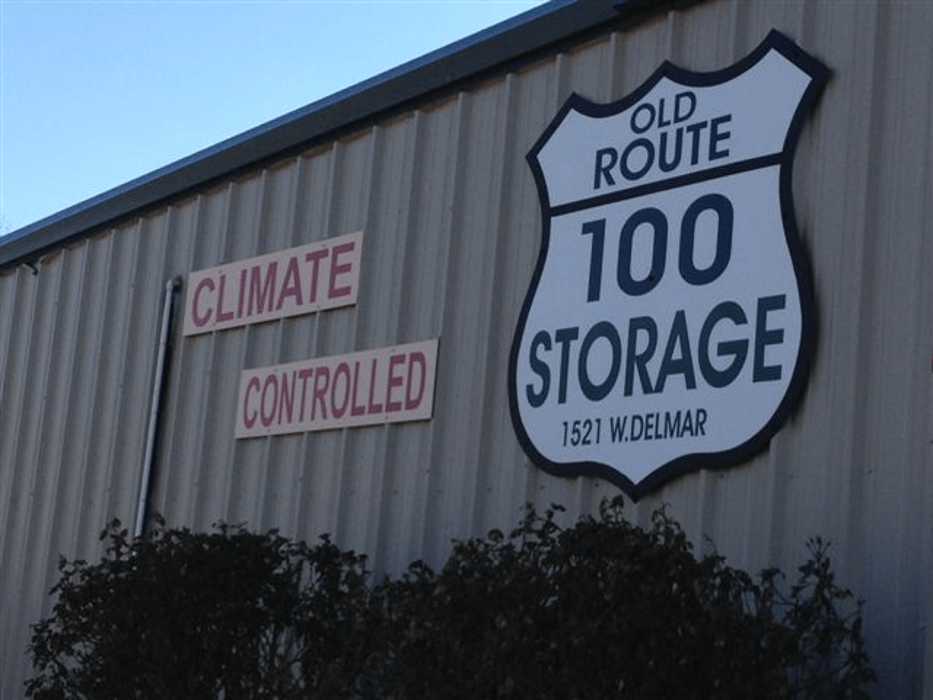 CLIMATE
CONTROLLED
OLD
ROUTE
100
STORAGE
1521 W.DELMAR